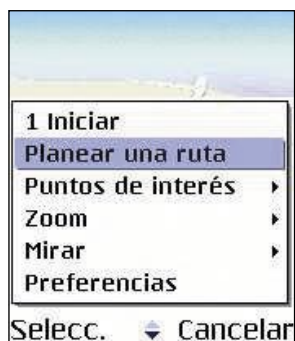 1 Iniciar
Planear una ruta
Puntos de interés
Zoom
Mirar
Preferencias
Selecc. Cancelar